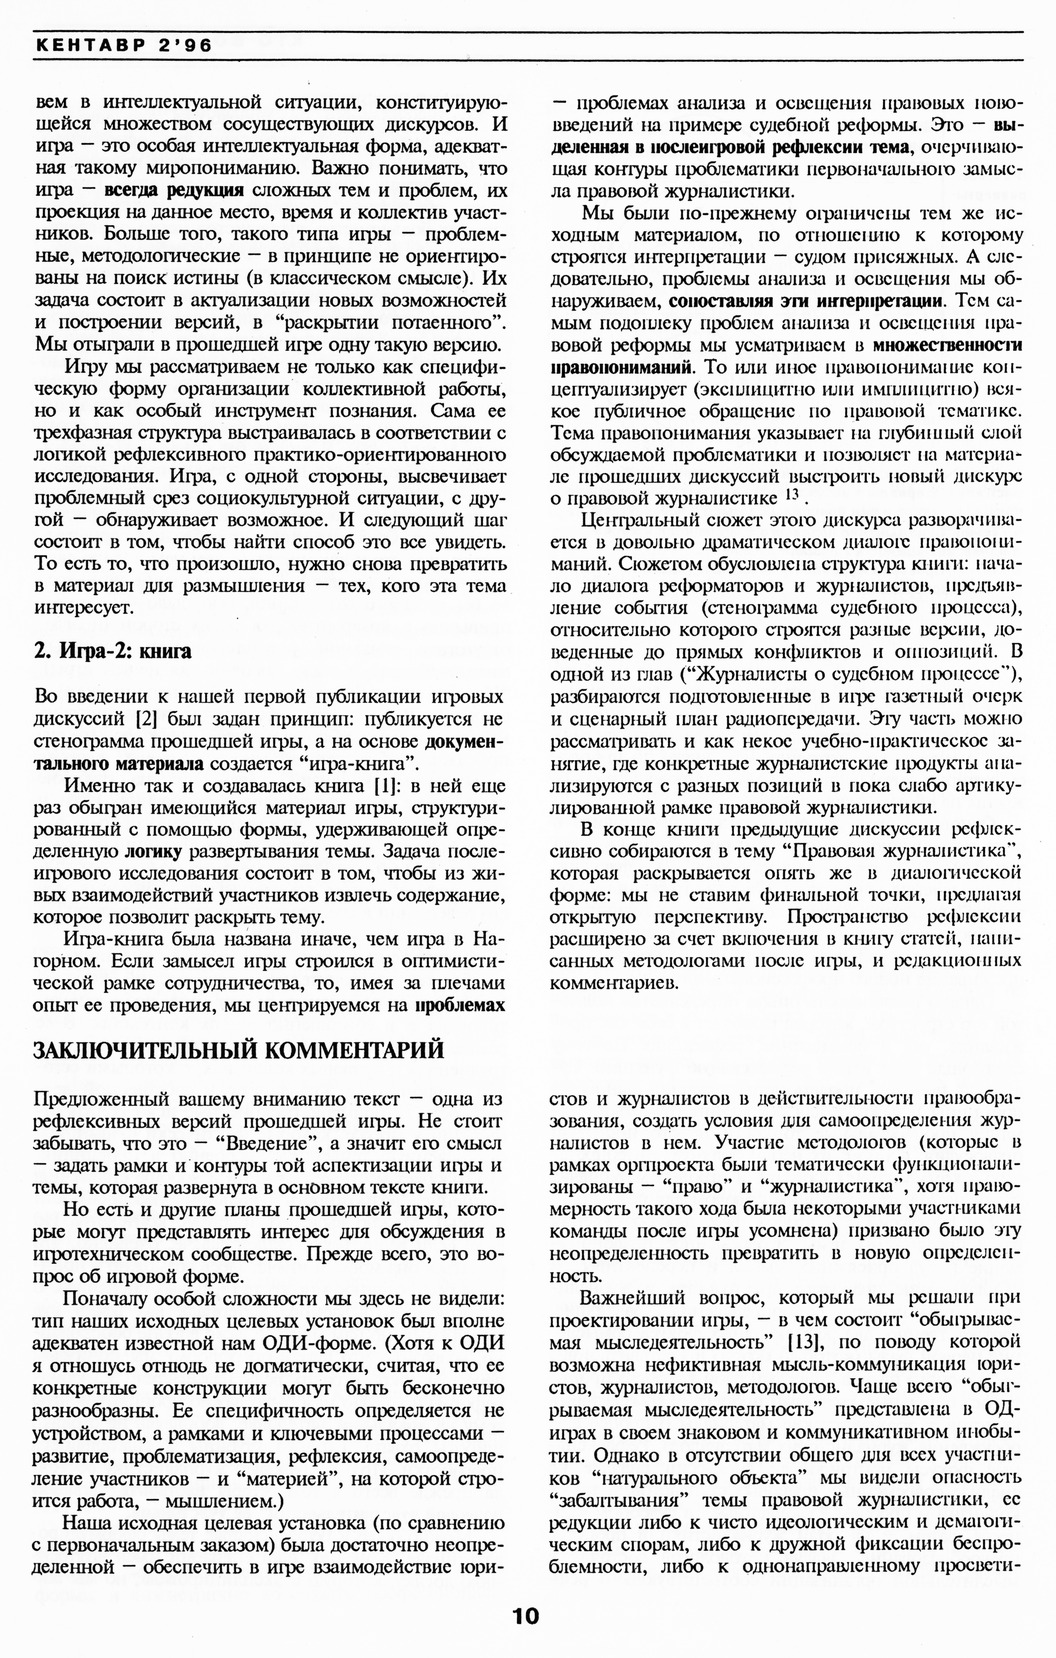 КЕНТАВР 2’96
вем в интеллектуальной ситуации, конституирую-
щейся множеством сосуществующих дискурсов. И
игра — это особая интеллектуальная форма, адекват-
ная такому миропониманию. Важно понимать, что
игра — всегда редукция сложных тем и проблем, их
проекция на данное место, время и коллектив участ-
ников. Больше того, такого типа игры — проблем-
ные, методологические — в принципе не ориентиро-
ваны на поиск истины (в классическом смысле). Их
задача состоит в актуализации новых возможностей
и построении версий, в “раскрытии потаенного”.
Мы отыграли в прошедшей игре одну такую версию.
Игру мы рассматриваем не только как специфи-
ческую форму организации коллективной работы,
но и как особый инструмент познания. Сама ее
трехфазная структура выстраивалась в соответствии с
логикой рефлексивного практико-ориентированного
исследования. Игра, с одной стороны, высвечивает
проблемный срез социокультурной ситуации, с дру-
гой — обнаруживает возможное. И следующий шаг
состоит в том, чтобы найти способ это все увидеть.
То есть то, что произошло, нужно снова превратить
в материал для размышления — тех, кого эта тема
интересует.
2. Игра-2: книга
Во введении к нашей первой публикации игровых
дискуссий [2] был задан принцип: публикуется не
стенограмма прошедшей игры, а на основе докумен-
тального материала создается “игра-книга”.
Именно так и создавалась книга [1]: в ней еще
раз обыгран имеющийся материал игры, структури-
рованный с помощью формы, удерживающей опре-
деленную логику развертывания темы. Задача после-
игрового исследования состоит в том, чтобы из жи-
вых взаимодействий участников извлечь содержание,
которое позволит раскрыть тему.
Игра-книга была названа иначе, чем игра в На-
горном. Если замысел игры строился в оптимисти-
ческой рамке сотрудничества, то, имея за плечами
опыт ее проведения, мы центрируемся на проблемах
— проблемах анализа и освещения правовых ново-
введений на примере судебной реформы. Это — вы-
деленная в послеигровой рефлексии тема, очерчиваю-
щая контуры проблематики первоначального замыс-
ла правовой журналистики.
Мы были по-прежнему ограничены тем же ис-
ходным материалом, по отношению к которому
строятся интерпретации — судом присяжных. А сле-
довательно, проблемы анализа и освещения мы об-
наруживаем, сопоставляя эти интерпретации. Тем са-
мым подоплеку проблем анализа и освещения пра-
вовой реформы мы усматриваем в множественности
правопониманий. То или иное правопонимание кон-
цептуализирует (эксплицитно или имплицитно) вся-
кое публичное обращение по правовой тематике.
Тема правопонимания указывает на глубинный слой
обсуждаемой проблематики и позволяет на материа-
ле прошедших дискуссий выстроить новый дискурс
о правовой журналистике 13 .
Центральный сюжет этого дискурса разворачива-
ется в довольно драматическом диалоге правопони-
маний. Сюжетом обусловлена структура книги: нача-
ло диалога реформаторов и журналистов, предъяв-
ление события (стенограмма судебного процесса),
относительно которого строятся разные версии, до-
веденные до прямых конфликтов и оппозиций. В
одной из глав (“Журналисты о судебном процессе”),
разбираются подготовленные в игре газетный очерк
и сценарный план радиопередачи. Эту часть можно
рассматривать и как некое учебно-практическое за-
нятие, где конкретные журналистские продукты ана-
лизируются с разных позиций в пока слабо артику-
лированной рамке правовой журналистики.
В конце книги предыдущие дискуссии рефлек-
сивно собираются в тему “Правовая журналистика”,
которая раскрывается опять же в диалогической
форме: мы не ставим финальной точки, предлагая
открытую перспективу. Пространство рефлексии
расширено за счет включения в книгу статей, напи-
санных методологами после игры, и редакционных
комментариев.
ЗАКЛЮЧИТЕЛЬНЫЙ КОММЕНТАРИЙ
Предложенный вашему вниманию текст — одна из
рефлексивных версий прошедшей игры. Не стоит
забывать, что это — “Введение”, а значит его смысл
— задать рамки и контуры той аспектизации игры и
темы, которая развернута в основном тексте книги.
Но есть и другие планы прошедшей игры, кото-
рые могут представлять интерес для обсуждения в
игротехническом сообществе. Прежде всего, это во-
прос об игровой форме.
Поначалу особой сложности мы здесь не видели:
тип наших исходных целевых установок был вполне
адекватен известной нам ОДИ-форме. (Хотя к ОДИ
я отношусь отнюдь не догматически, считая, что ее
конкретные конструкции могут быть бесконечно
разнообразны. Ее специфичность определяется не
устройством, а рамками и ключевыми процессами —
развитие, проблематизация, рефлексия, самоопреде-
ление участников — и “материей”, на которой стро-
ится работа, — мышлением.)
Наша исходная целевая установка (по сравнению
с первоначальным заказом) была достаточно неопре-
деленной — обеспечить в игре взаимодействие юри-
стов и журналистов в действительности правообра-
зования, создать условия для самоопределения жур-
налистов в нем. Участие методологов (которые в
рамках оргпроекта были тематически функционали-
зированы — “право” и “журналистика”, хотя право-
мерность такого хода была некоторыми участниками
команды после игры усомнена) призвано было эту
неопределенность превратить в новую определен-
ность.
Важнейший вопрос, который мы решали при
проектировании игры, — в чем состоит “обыгрывае-
мая мыследеятельность” [13], по поводу которой
возможна нефиктивная мысль-коммуникация юри-
стов, журналистов, методологов. Чаще всего “обыг-
рываемая мыследеятельность” представлена в ОД-
играх в своем знаковом и коммуникативном инобы-
тии. Однако в отсутствии общего для всех участни-
ков “натурального объекта” мы видели опасность
“забалтывания” темы правовой журналистики, ее
редукции либо к чисто идеологическим и демагоги-
ческим спорам, либо к дружной фиксации беспро-
блемности, либо к однонаправленному просвети-
10